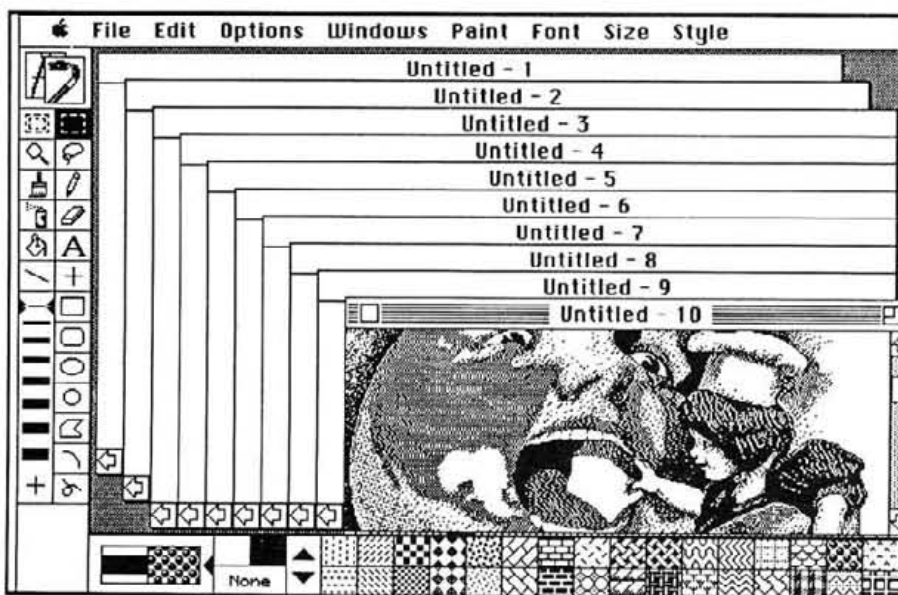 File Edit Options Windows Paint Font Size Style
Untitled - 1
Untitled - 2
Untitled - 3
Untitled - 4
Untitled - 5
Untitled - 6
Untitled - 7
Untitled - 8
Untitled - 9
Untitled - 10
A
None